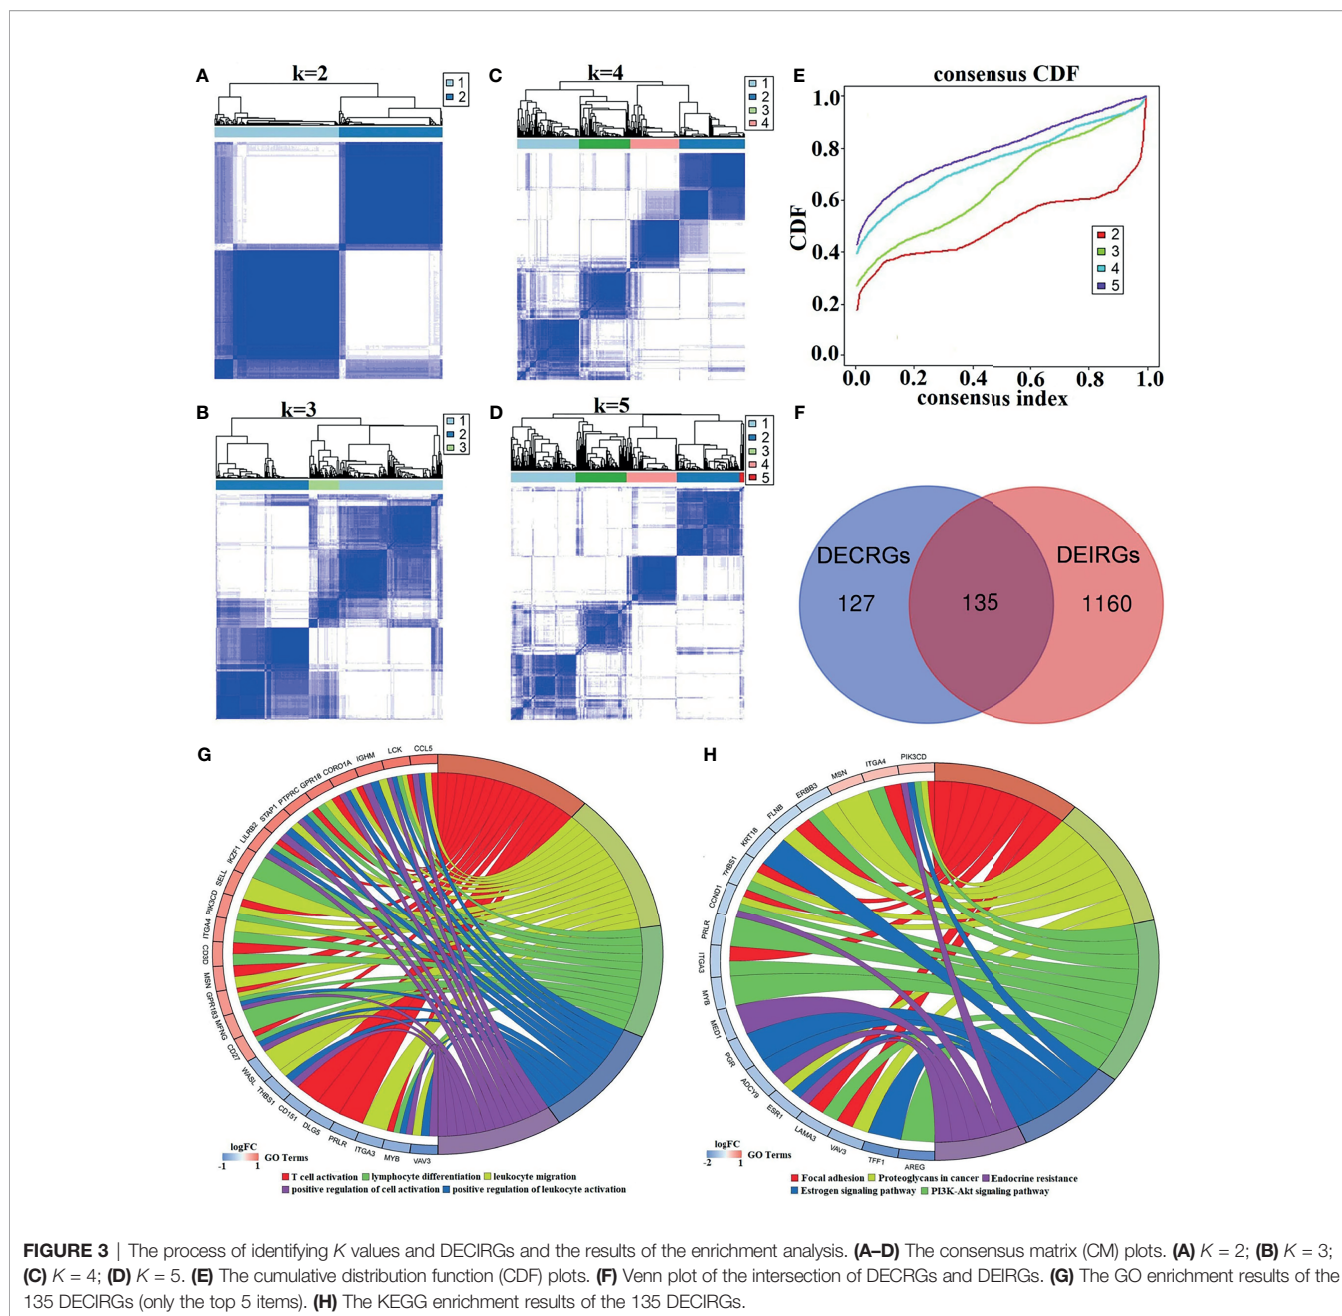 A
k=2
1
2
C
k=4
1
2
3
4
E
consensus CDF
1.0
0.8
0.6
0.4
0.2
0.0
CDF
2
3
4
5
0.0 0.2 0.4 0.6 0.8 1.0
consensus index
B
k=3
1
2
3
D
k=5
1
2
3
4
5
F
DECRGs
DEIRGs
127
135
1160
G
CCL5
LCK
IGHM
CORO1A
GPR18
PTPRC
STAP1
LILRB2
IKZF1
SELL
PIK3CD
ITGA4
CD3D
MSN
GPR183
MFNG
CD27
WASL
THBS1
CD151
DLG5
PRLR
ITGA3
MYB
VAV3
logFC
-1 1
GO Terms
T cell activation lymphocyte differentiation leukocyte migration
positive regulation of cell activation positive regulation of leukocyte activation
H
PIK3CD
ITGA4
MSN
ERBB3
FLNB
KRT18
THBS1
CCND1
PRLR
ITGA3
MYB
MED1
PGR
ADCY9
ESR1
LAMA3
VAV3
TFF1
AREG
logFC
-2 1
GO Terms
Focal adhesion Proteoglycans in cancer Endocrine resistance
Estrogen signaling pathway PI3K-Akt signaling pathway
FIGURE 3 | The process of identifying K values and DECIRGs and the results of the enrichment analysis. (A–D) The consensus matrix (CM) plots. (A) K = 2; (B) K = 3;
(C) K = 4; (D) K = 5. (E) The cumulative distribution function (CDF) plots. (F) Venn plot of the intersection of DECRGs and DEIRGs. (G) The GO enrichment results of the
135 DECIRGs (only the top 5 items). (H) The KEGG enrichment results of the 135 DECIRGs.